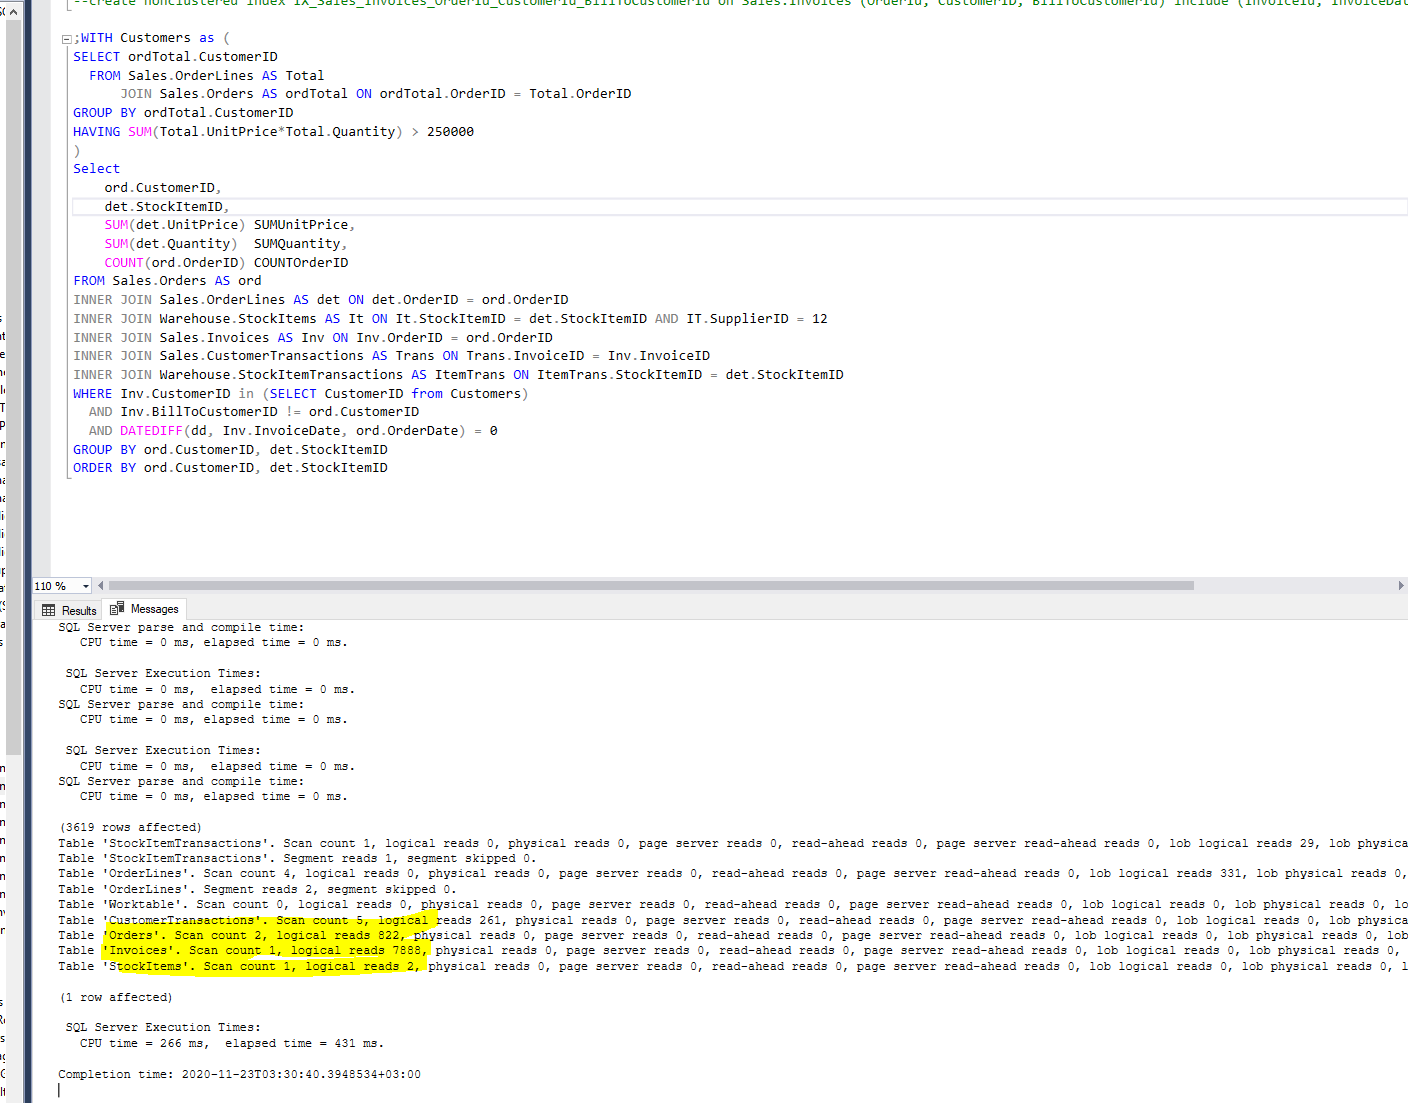 --create nonclustered index IX_Sales_Invoices_OrderId_CustomerId_BillToCustomerId on Sales.Invoices (OrderId, CustomerID, BillToCustomerId) include (InvoiceId, InvoiceDat
;WITH Customers as (
SELECT ordTotal.CustomerID
FROM Sales.OrderLines AS Total
JOIN Sales.Orders AS ordTotal ON ordTotal.OrderID = Total.OrderID
GROUP BY ordTotal.CustomerID
HAVING SUM(Total.UnitPrice*Total.Quantity) > 250000
)
Select
ord.CustomerID,
det.StockItemID,
SUM(det.UnitPrice) SUMUnitPrice,
SUM(det.Quantity)  SUMQuantity,
COUNT(ord.OrderID) COUNTOrderID
FROM Sales.Orders AS ord
INNER JOIN Sales.OrderLines AS det ON det.OrderID = ord.OrderID
INNER JOIN Warehouse.StockItems AS It ON It.StockItemID = det.StockItemID AND IT.SupplierID = 12
INNER JOIN Sales.Invoices AS Inv ON Inv.OrderID = ord.OrderID
INNER JOIN Sales.CustomerTransactions AS Trans ON Trans.InvoiceID = Inv.InvoiceID
INNER JOIN Warehouse.StockItemTransactions AS ItemTrans ON ItemTrans.StockItemID = det.StockItemID
WHERE Inv.CustomerID in (SELECT CustomerID from Customers)
AND Inv.BillToCustomerID != ord.CustomerID
AND DATEDIFF(dd, Inv.InvoiceDate, ord.OrderDate) = 0
GROUP BY ord.CustomerID, det.StockItemID
ORDER BY ord.CustomerID, det.StockItemID
110 %
Results Messages
SQL Server parse and compile time:
CPU time = 0 ms, elapsed time = 0 ms.
SQL Server Execution Times:
CPU time = 0 ms,  elapsed time = 0 ms.
SQL Server parse and compile time:
CPU time = 0 ms, elapsed time = 0 ms.
SQL Server Execution Times:
CPU time = 0 ms,  elapsed time = 0 ms.
SQL Server parse and compile time:
CPU time = 0 ms, elapsed time = 0 ms.
(3619 rows affected)
Table 'StockItemTransactions'. Scan count 1, logical reads 0, physical reads 0, page server reads 0, read-ahead reads 0, page server read-ahead reads 0, lob logical reads 29, lob physica
Table 'StockItemTransactions'. Segment reads 1, segment skipped 0.
Table 'OrderLines'. Scan count 4, logical reads 0, physical reads 0, page server reads 0, read-ahead reads 0, page server read-ahead reads 0, lob logical reads 331, lob physical reads 0,
Table 'OrderLines'. Segment reads 2, segment skipped 0.
Table 'Worktable'. Scan count 0, logical reads 0, physical reads 0, page server reads 0, read-ahead reads 0, page server read-ahead reads 0, lob logical reads 0, lob physical reads 0, lo
Table 'CustomerTransactions'. Scan count 5, logical reads 261, physical reads 0, page server reads 0, read-ahead reads 0, page server read-ahead reads 0, lob logical reads 0, lob physical
Table 'Orders'. Scan count 2, logical reads 822, physical reads 0, page server reads 0, read-ahead reads 0, page server read-ahead reads 0, lob logical reads 0, lob physical reads 0, lob
Table 'Invoices'. Scan count 1, logical reads 7888, physical reads 0, page server reads 0, read-ahead reads 0, page server read-ahead reads 0, lob logical reads 0, lob physical reads 0,
Table 'StockItems'. Scan count 1, logical reads 2, physical reads 0, page server reads 0, read-ahead reads 0, page server read-ahead reads 0, lob logical reads 0, lob physical reads 0, l
(1 row affected)
SQL Server Execution Times:
CPU time = 266 ms,  elapsed time = 431 ms.
Completion time: 2020-11-23T03:30:40.3948534+03:00